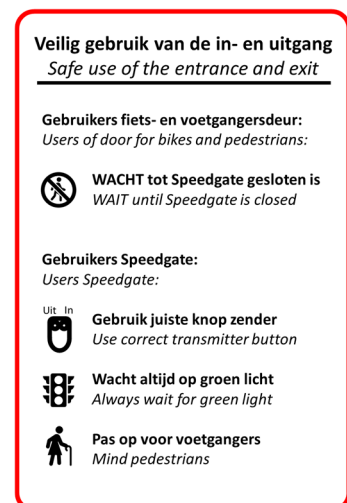 Veilig gebruik van de in- en uitgang
Safe use of the entrance and exit
Gebruikers fiets- en voetgangersdeur:
Users of door for bikes and pedestrians:
WACHT tot Speedgate gesloten is
WAIT until Speedgate is closed
Gebruikers Speedgate:
Users Speedgate:
Uit In
Gebruik juiste knop zender
Use correct transmitter button
Wacht altijd op groen licht
Always wait for green light
Pas op voor voetgangers
Mind pedestrians